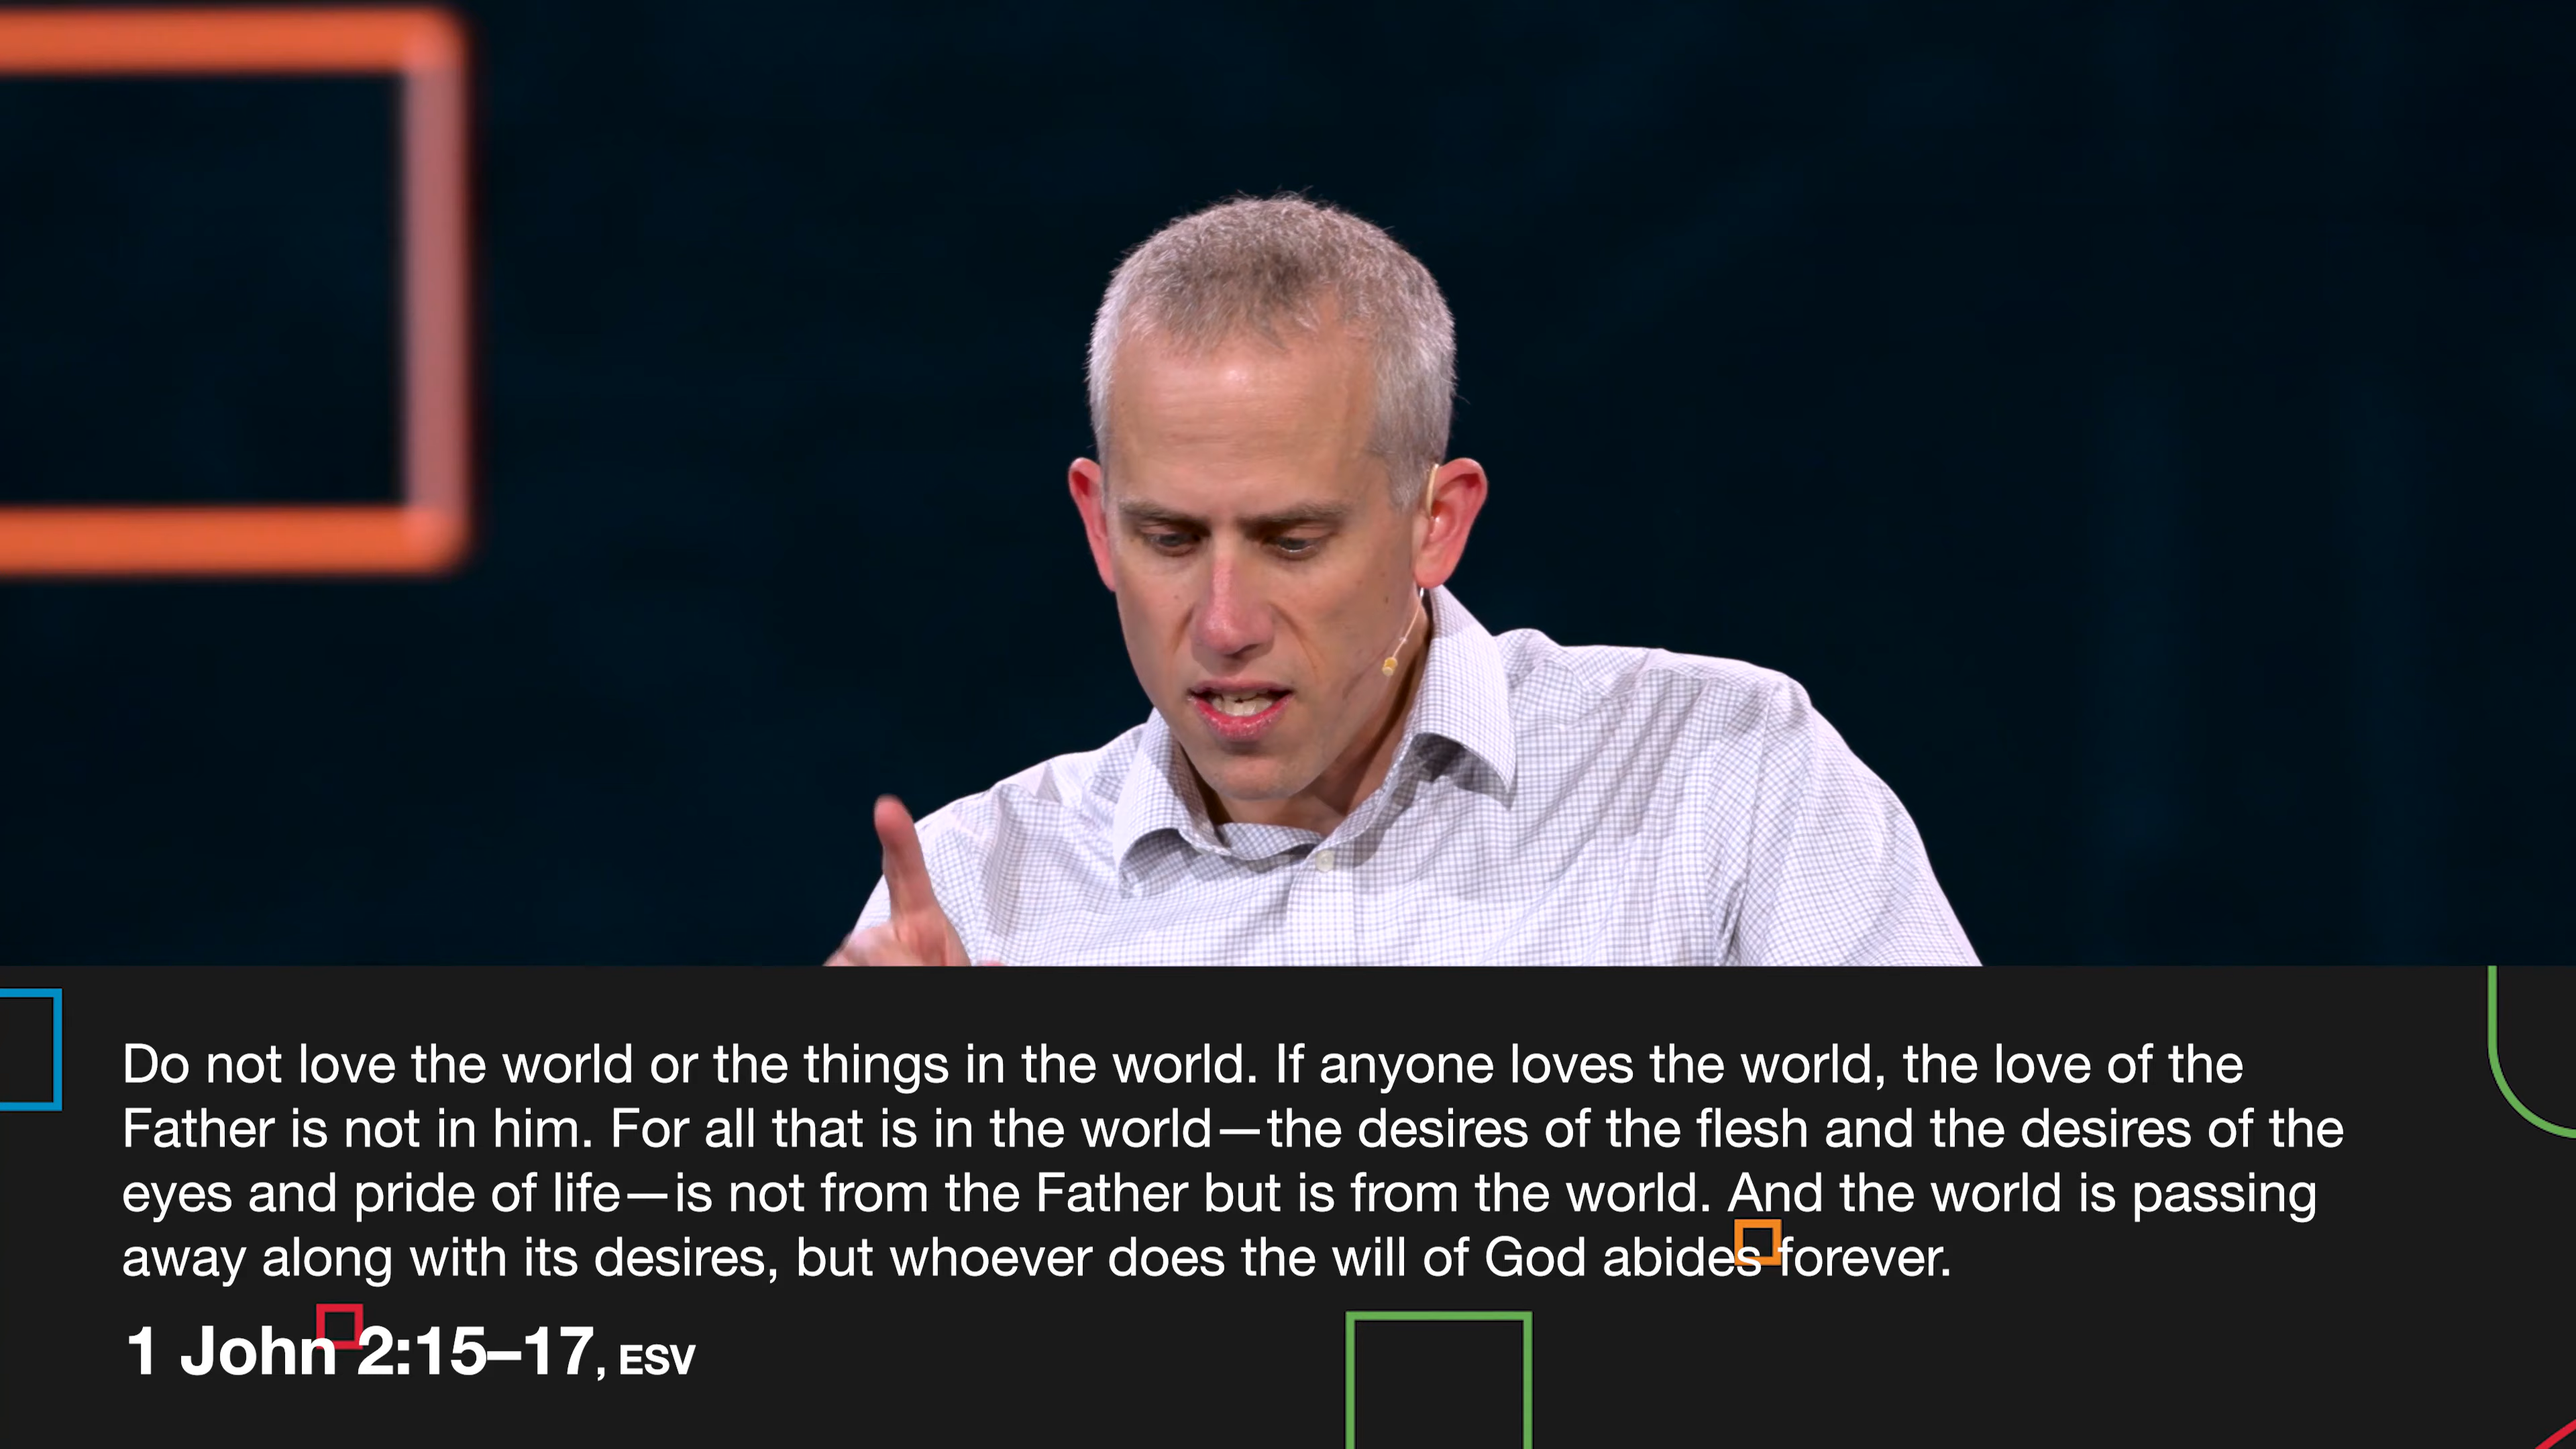 Do not love the world or the things in the world. If anyone loves the world, the love of the
Father is not in him. For all that is in the world—the desires of the flesh and the desires of the
eyes and pride of life—is not from the Father but is from the world. And the world is passing
away along with its desires, but whoever does the will of God abides forever.
1 John 2:15–17, ESV